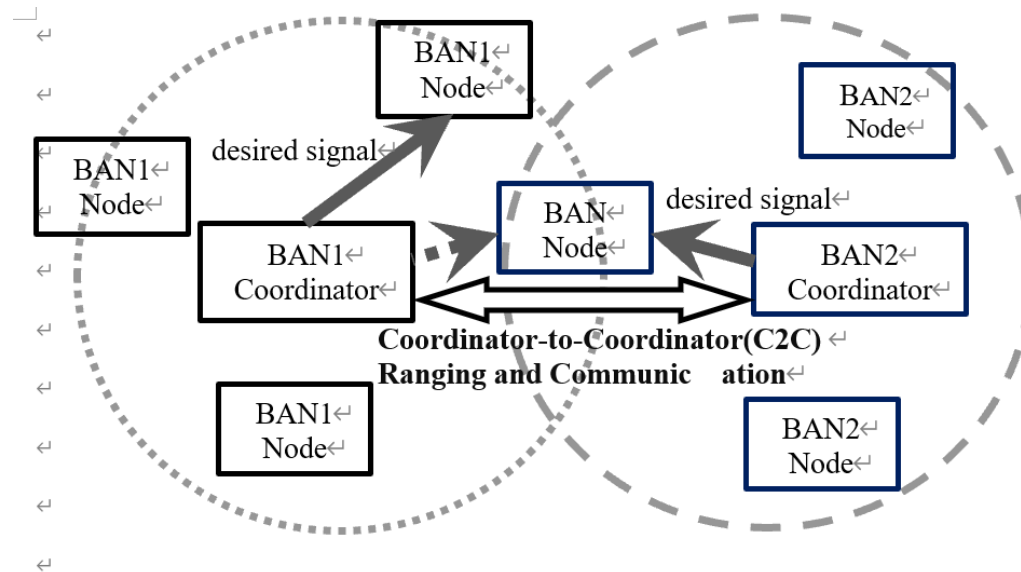 BAN1
Node
BAN2
Node
desired signal
BAN1
Node
BAN
Node
desired signal
BAN1
Coordinator
BAN2
Coordinator
Coordinator-to-Coordinator(C2C)
Ranging and Communic ation
BAN1
Node
BAN2
Node